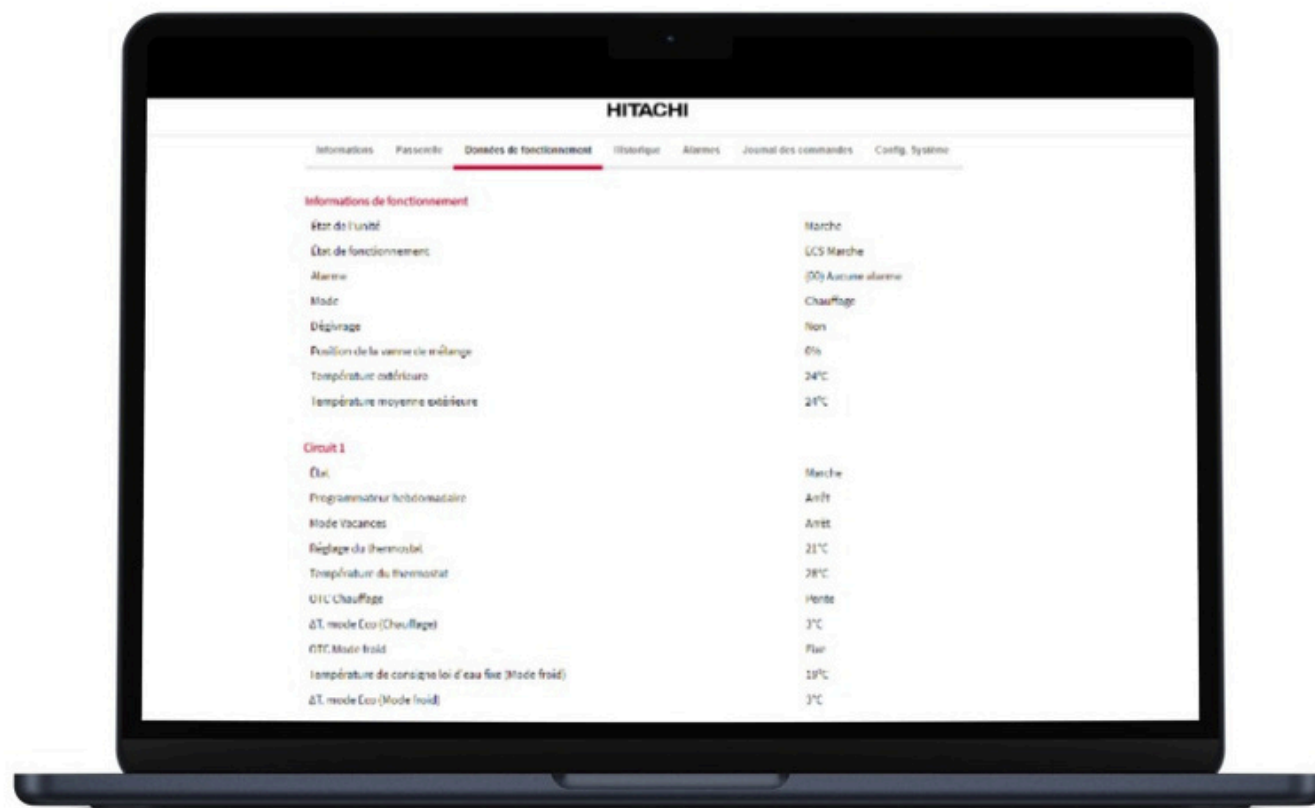 HITACHI
Informations Passerelle Données de fonctionnement Historique Alarmes Journal des commandes Config. Système
Informations de fonctionnement
État de l'unité Marche
État de fonctionnement ECS Marche
Alarme (00) Aucune alarme
Mode Chauffage
Dégivrage Non
Position de la vanne de mélange
Température extérieure 24°C
Température moyenne extérieure 24°C
Circuit 1
État Marche
Programmateur hebdomadaire Arrêt
Mode Vacances Arrêt
Réglage du thermostat 21°C
Température du thermostat 28°C
OTC Chauffage Pente
ΔT. mode Eco (Chauffage) 3°C
OTC Mode froid Fixe
Température de consigne loi d'eau fixe (Mode froid) 19°C
ΔT. mode Eco (Mode froid) 3°C